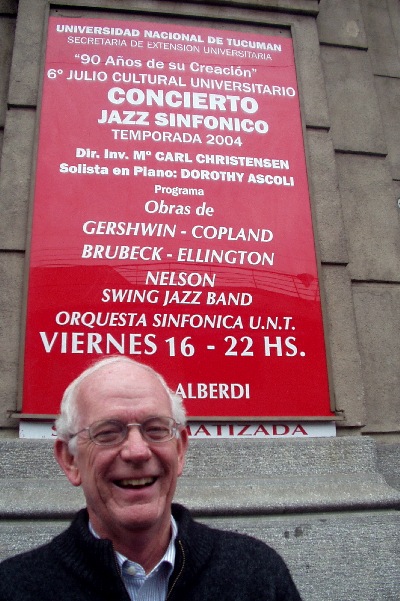 UNIVERSIDAD NACIONAL DE TUCUMAN
SECRETARIA DE EXTENSION UNIVERSITARIA
"90 Años de su Creación"
6º JULIO CULTURAL UNIVERSITARIO
CONCIERTO
JAZZ SINFONICO
TEMPORADA 2004
Dir. Inv. Mº CARL CHRISTENSEN
Solista en Piano: DOROTHY ASCOLI
Programa
Obras de
GERSHWIN - COPLAND
BRUBECK - ELLINGTON
NELSON
SWING JAZZ BAND
ORQUESTA SINFONICA U.N.T.
VIERNES 16 - 22 HS.
ALBERDI